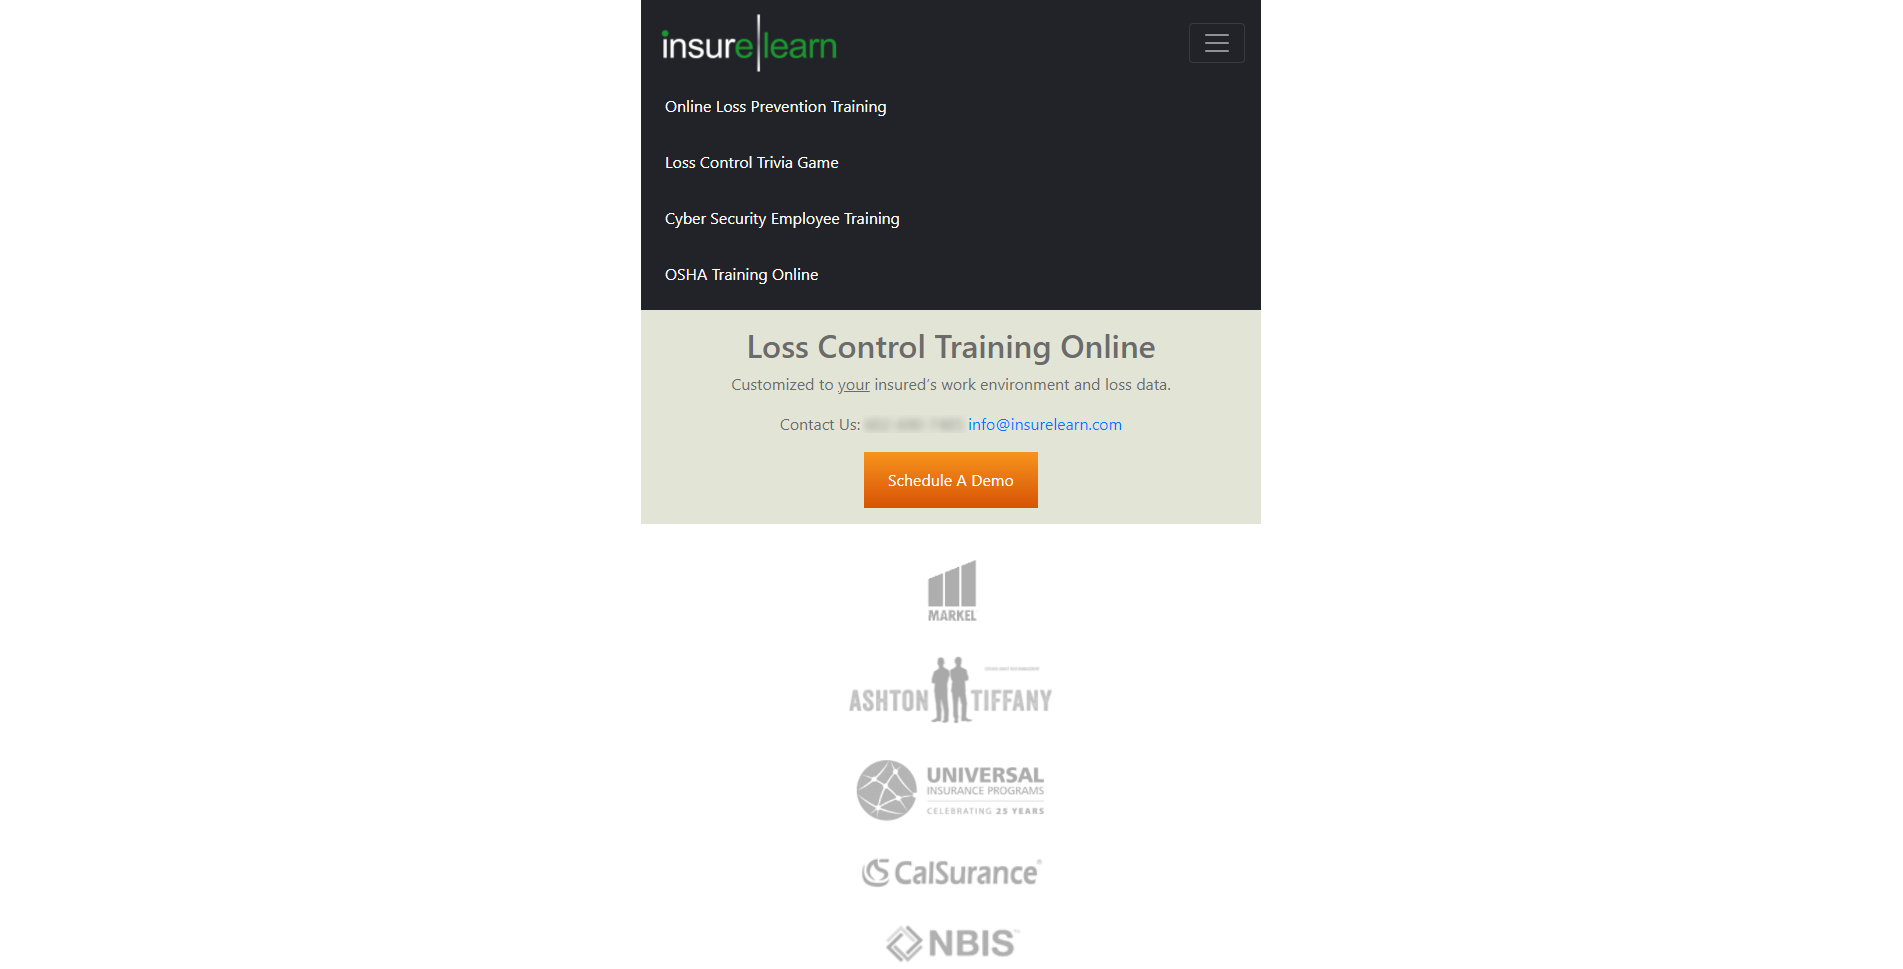 insure|learn
Online Loss Prevention Training
Loss Control Trivia Game
Cyber Security Employee Training
OSHA Training Online
Loss Control Training Online
Customized to your insured's work environment and loss data.
Contact Us: info@insurelearn.com
Schedule A Demo
MARKEL
ASHTON TIFFANY
UNIVERSAL
INSURANCE PROGRAMS
CELEBRATING 25 YEARS
CalSurance®
NBIS